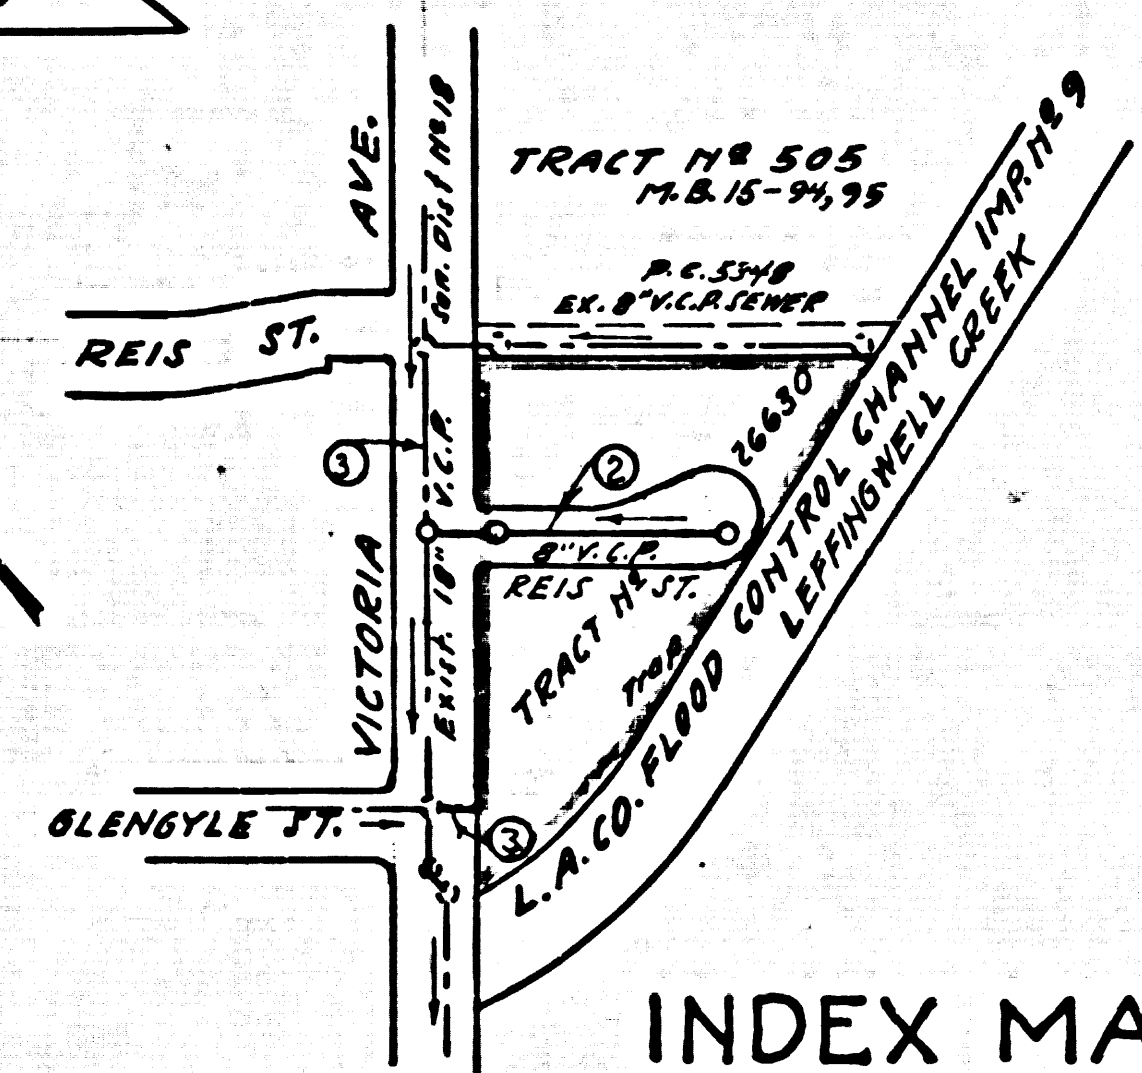 AVE.
San. Dist Nº 18
TRACT Nº 505
M.B. 15-94, 95
P.C. 5348
EX. 8" V.C.P. SEWER
REIS ST.
26630
L.A. CO. FLOOD CONTROL CHANNEL IMP. Nº 9
LEFFINGWELL CREEK
3
V.C.P.
2
8" V.C.P.
REIS ST.
TRACT Nº
VICTORIA
Exist. 18"
GLENGYLE ST.
3
INDEX MA